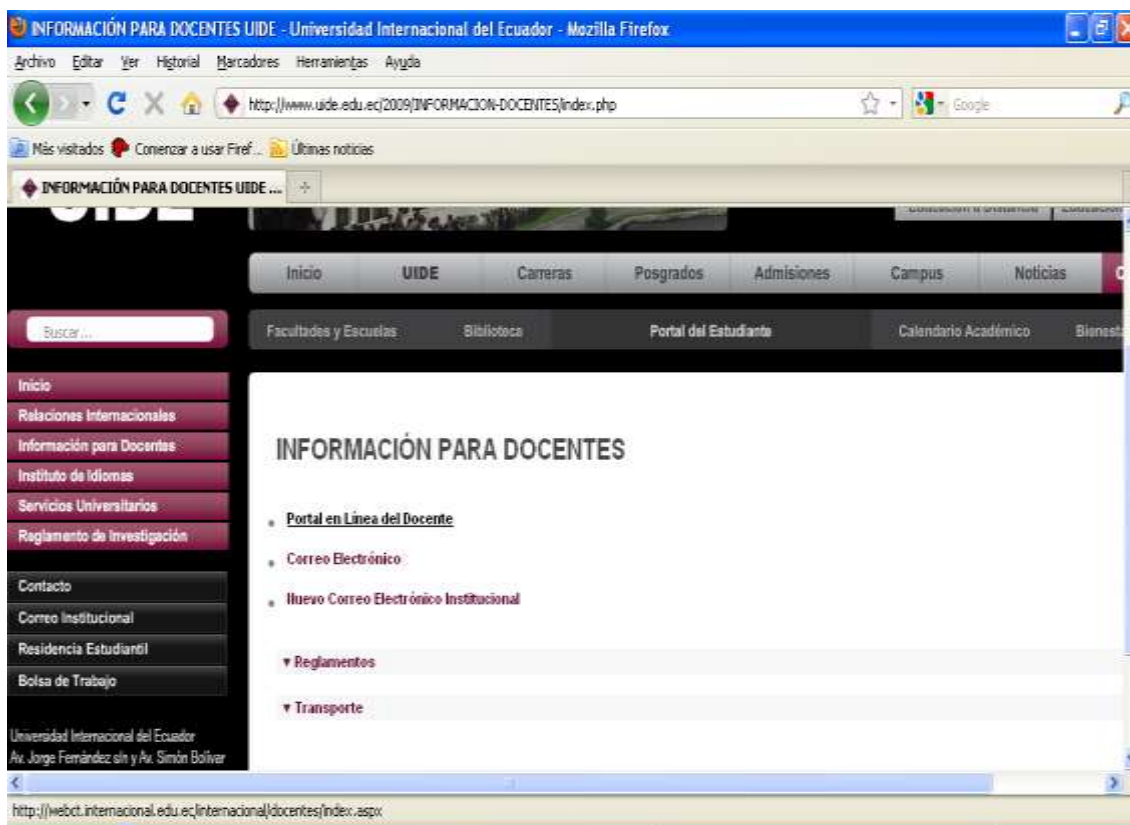 INFORMACIÓN PARA DOCENTES UIDE - Universidad Internacional del Ecuador - Mozilla Firefox
Archivo Editar Ver Historial Marcadores Herramientas Ayuda
http://www.uide.edu.ec/2009/INFORMACION-DOCENTES/index.php
Google
Más visitados Comenzar a usar Firef... Últimas noticias
INFORMACIÓN PARA DOCENTES UIDE ...
UIDE
Inicio UIDE Carreras Posgrados Admisiones Campus Noticias
Buscar...
Facultades y Escuelas Biblioteca Portal del Estudiante Calendario Académico Bienest
Inicio
Relaciones Internacionales
Información para Docentes
Instituto de Idiomas
Servicios Universitarios
Reglamento de Investigación
Contacto
Correo Institucional
Residencia Estudiantil
Bolsa de Trabajo
Universidad Internacional del Ecuador
Av. Jorge Fernández s/n y Av. Simón Bolívar
INFORMACIÓN PARA DOCENTES
Portal en Línea del Docente
Correo Electrónico
Nuevo Correo Electrónico Institucional
▾ Reglamentos
▾ Transporte
http://webct.internacional.edu.ec/internacional/docentes/index.aspx